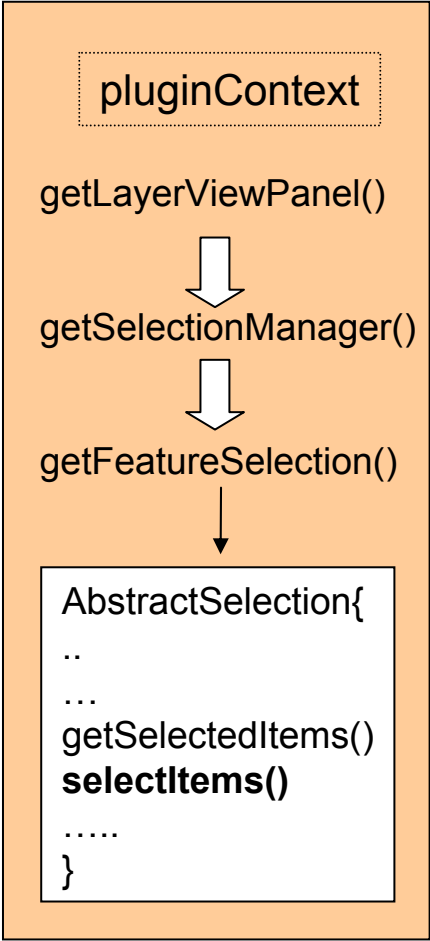 pluginContext
getLayerViewPanel()
getSelectionManager()
getFeatureSelection()
AbstractSelection{
..
…
getSelectedItems()
selectItems()
…..
}